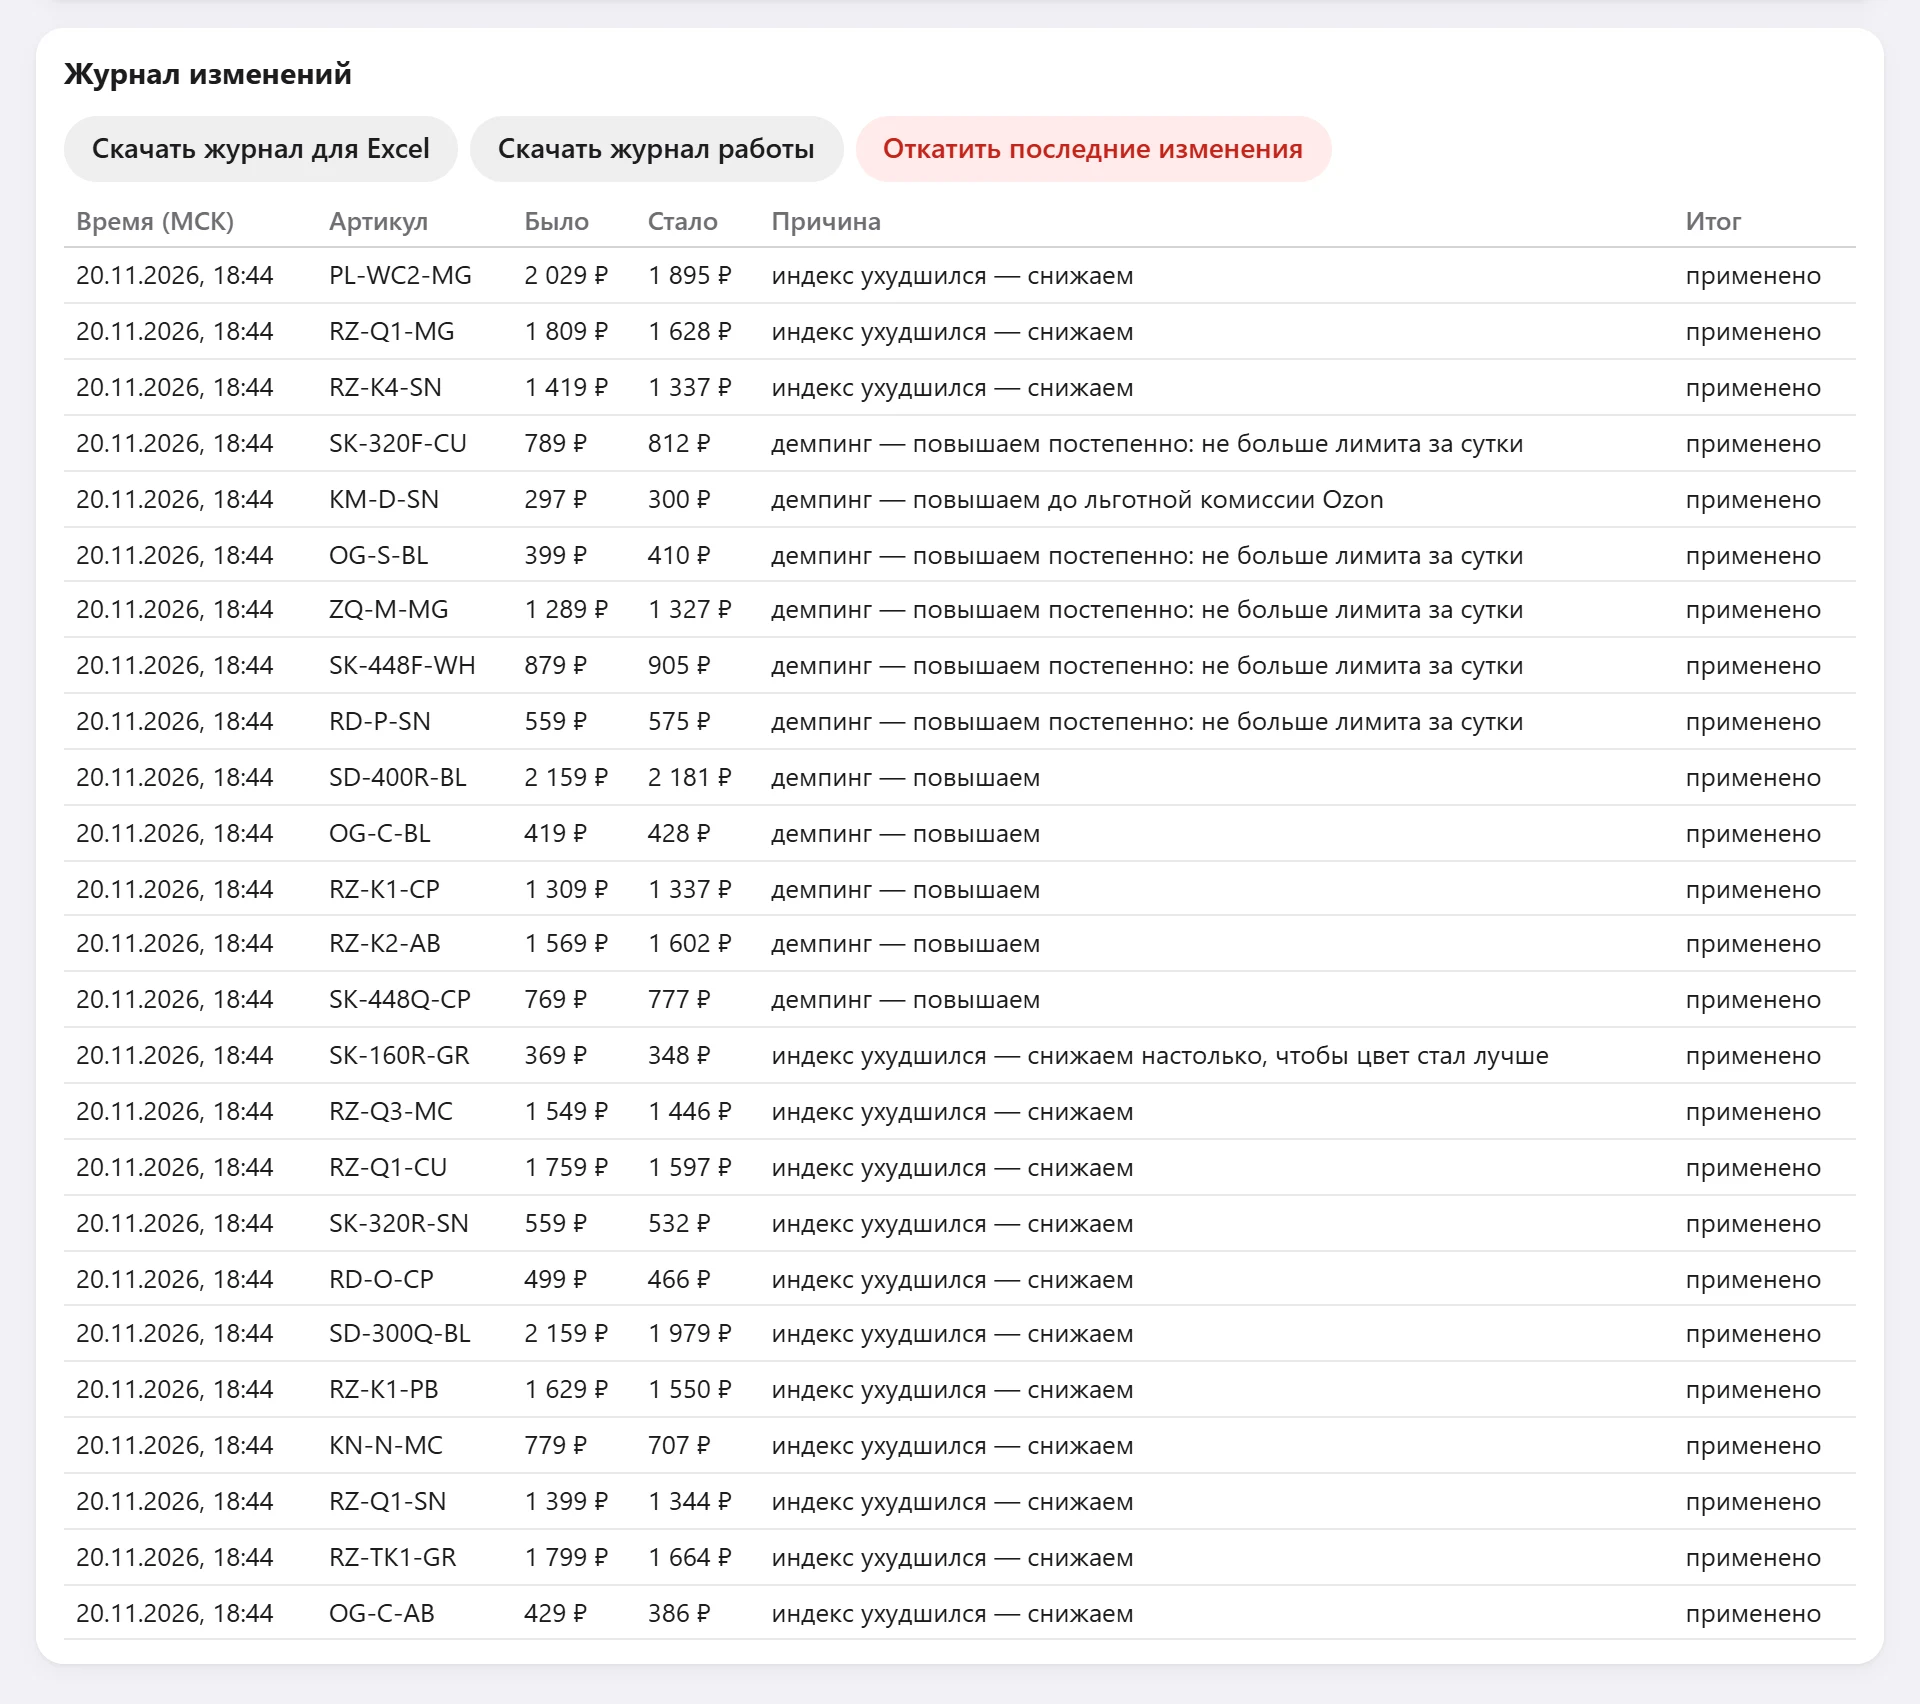 Журнал изменений
Скачать журнал для Excel Скачать журнал работы Откатить последние изменения
Время (МСК) Артикул Было Стало Причина Итог
20.11.2026, 18:44 PL-WC2-MG 2 029 ₽ 1 895 ₽ индекс ухудшился — снижаем применено
20.11.2026, 18:44 RZ-Q1-MG 1 809 ₽ 1 628 ₽ индекс ухудшился — снижаем применено
20.11.2026, 18:44 RZ-K4-SN 1 419 ₽ 1 337 ₽ индекс ухудшился — снижаем применено
20.11.2026, 18:44 SK-320F-CU 789 ₽ 812 ₽ демпинг — повышаем постепенно: не больше лимита за сутки применено
20.11.2026, 18:44 KM-D-SN 297 ₽ 300 ₽ демпинг — повышаем до льготной комиссии Ozon применено
20.11.2026, 18:44 OG-S-BL 399 ₽ 410 ₽ демпинг — повышаем постепенно: не больше лимита за сутки применено
20.11.2026, 18:44 ZQ-M-MG 1 289 ₽ 1 327 ₽ демпинг — повышаем постепенно: не больше лимита за сутки применено
20.11.2026, 18:44 SK-448F-WH 879 ₽ 905 ₽ демпинг — повышаем постепенно: не больше лимита за сутки применено
20.11.2026, 18:44 RD-P-SN 559 ₽ 575 ₽ демпинг — повышаем постепенно: не больше лимита за сутки применено
20.11.2026, 18:44 SD-400R-BL 2 159 ₽ 2 181 ₽ демпинг — повышаем применено
20.11.2026, 18:44 OG-C-BL 419 ₽ 428 ₽ демпинг — повышаем применено
20.11.2026, 18:44 RZ-K1-CP 1 309 ₽ 1 337 ₽ демпинг — повышаем применено
20.11.2026, 18:44 RZ-K2-AB 1 569 ₽ 1 602 ₽ демпинг — повышаем применено
20.11.2026, 18:44 SK-448Q-CP 769 ₽ 777 ₽ демпинг — повышаем применено
20.11.2026, 18:44 SK-160R-GR 369 ₽ 348 ₽ индекс ухудшился — снижаем настолько, чтобы цвет стал лучше применено
20.11.2026, 18:44 RZ-Q3-MC 1 549 ₽ 1 446 ₽ индекс ухудшился — снижаем применено
20.11.2026, 18:44 RZ-Q1-CU 1 759 ₽ 1 597 ₽ индекс ухудшился — снижаем применено
20.11.2026, 18:44 SK-320R-SN 559 ₽ 532 ₽ индекс ухудшился — снижаем применено
20.11.2026, 18:44 RD-O-CP 499 ₽ 466 ₽ индекс ухудшился — снижаем применено
20.11.2026, 18:44 SD-300Q-BL 2 159 ₽ 1 979 ₽ индекс ухудшился — снижаем применено
20.11.2026, 18:44 RZ-K1-PB 1 629 ₽ 1 550 ₽ индекс ухудшился — снижаем применено
20.11.2026, 18:44 KN-N-MC 779 ₽ 707 ₽ индекс ухудшился — снижаем применено
20.11.2026, 18:44 RZ-Q1-SN 1 399 ₽ 1 344 ₽ индекс ухудшился — снижаем применено
20.11.2026, 18:44 RZ-TK1-GR 1 799 ₽ 1 664 ₽ индекс ухудшился — снижаем применено
20.11.2026, 18:44 OG-C-AB 429 ₽ 386 ₽ индекс ухудшился — снижаем применено